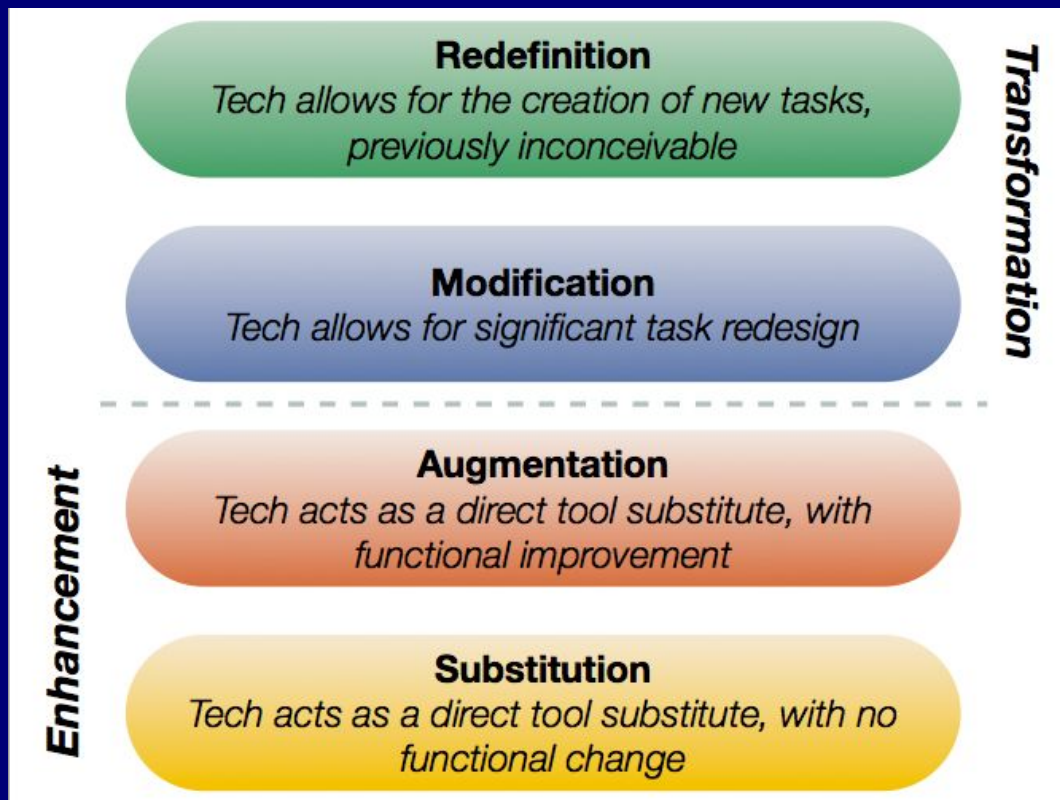 Redefinition
Tech allows for the creation of new tasks,
previously inconceivable
Transformation
Modification
Tech allows for significant task redesign
Augmentation
Tech acts as a direct tool substitute, with
functional improvement
Enhancement
Substitution
Tech acts as a direct tool substitute, with no
functional change